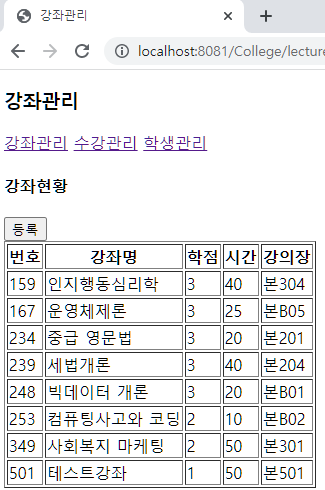 강좌관리
localhost:8081/College/lecture
강좌관리
강좌관리 수강관리 학생관리
강좌현황
등록
번호 강좌명 학점 시간 강의장
159 인지행동심리학 3 40 본304
167 운영체제론 3 25 본B05
234 중급 영문법 3 20 본201
239 세법개론 3 40 본204
248 빅데이터 개론 3 20 본B01
253 컴퓨팅사고와 코딩 2 10 본B02
349 사회복지 마케팅 2 50 본301
501 테스트강좌 1 50 본501